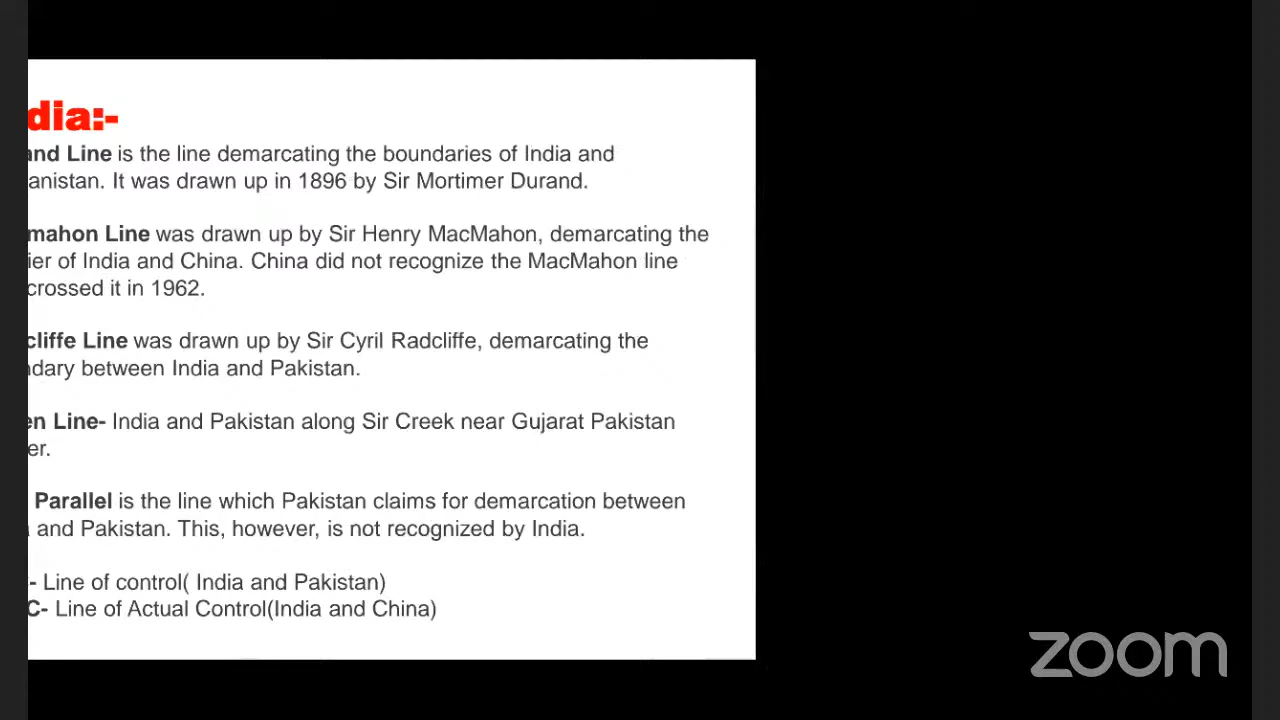 dia:-
and Line is the line demarcating the boundaries of India and
anistan. It was drawn up in 1896 by Sir Mortimer Durand.
mahon Line was drawn up by Sir Henry MacMahon, demarcating the
ier of India and China. China did not recognize the MacMahon line
crossed it in 1962.
cliffe Line was drawn up by Sir Cyril Radcliffe, demarcating the
ndary between India and Pakistan.
en Line- India and Pakistan along Sir Creek near Gujarat Pakistan
er.
Parallel is the line which Pakistan claims for demarcation between
and Pakistan. This, however, is not recognized by India.
- Line of control( India and Pakistan)
C- Line of Actual Control(India and China)
zoom